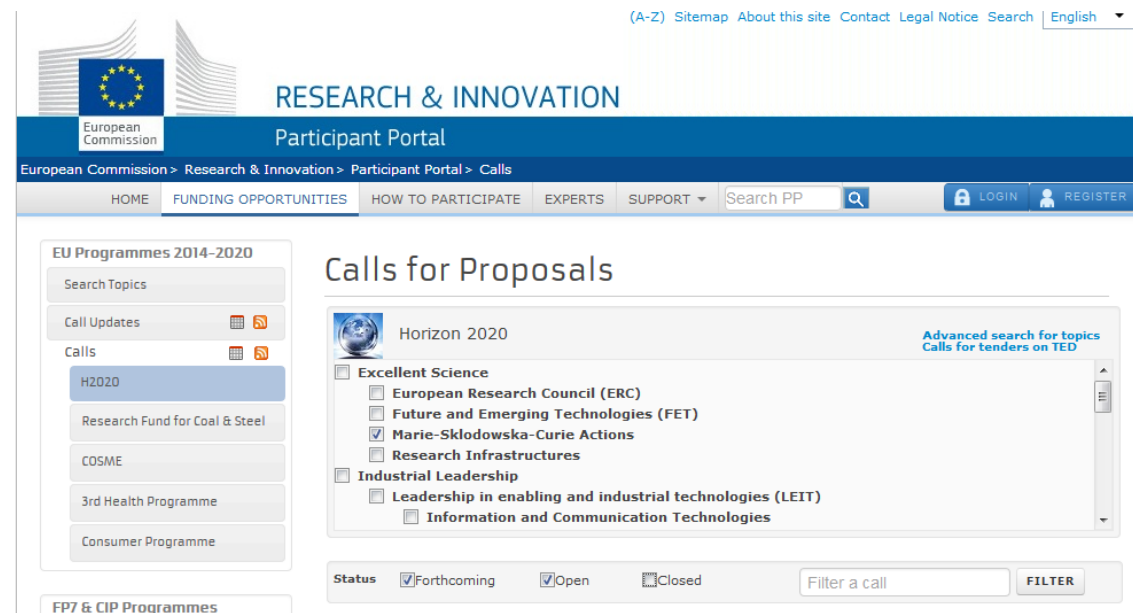 (A-Z) Sitemap About this site Contact Legal Notice Search English
European
Commission
RESEARCH & INNOVATION
Participant Portal
European Commission > Research & Innovation > Participant Portal > Calls
HOME FUNDING OPPORTUNITIES HOW TO PARTICIPATE EXPERTS SUPPORT Search PP LOGIN REGISTER
EU Programmes 2014-2020
Search Topics
Call Updates
Calls
H2020
Research Fund for Coal & Steel
COSME
3rd Health Programme
Consumer Programme
FP7 & CIP Programmes
Calls for Proposals
Horizon 2020
Advanced search for topics
Calls for tenders on TED
Excellent Science
European Research Council (ERC)
Future and Emerging Technologies (FET)
Marie-Sklodowska-Curie Actions
Research Infrastructures
Industrial Leadership
Leadership in enabling and industrial technologies (LEIT)
Information and Communication Technologies
Status Forthcoming Open Closed Filter a call FILTER